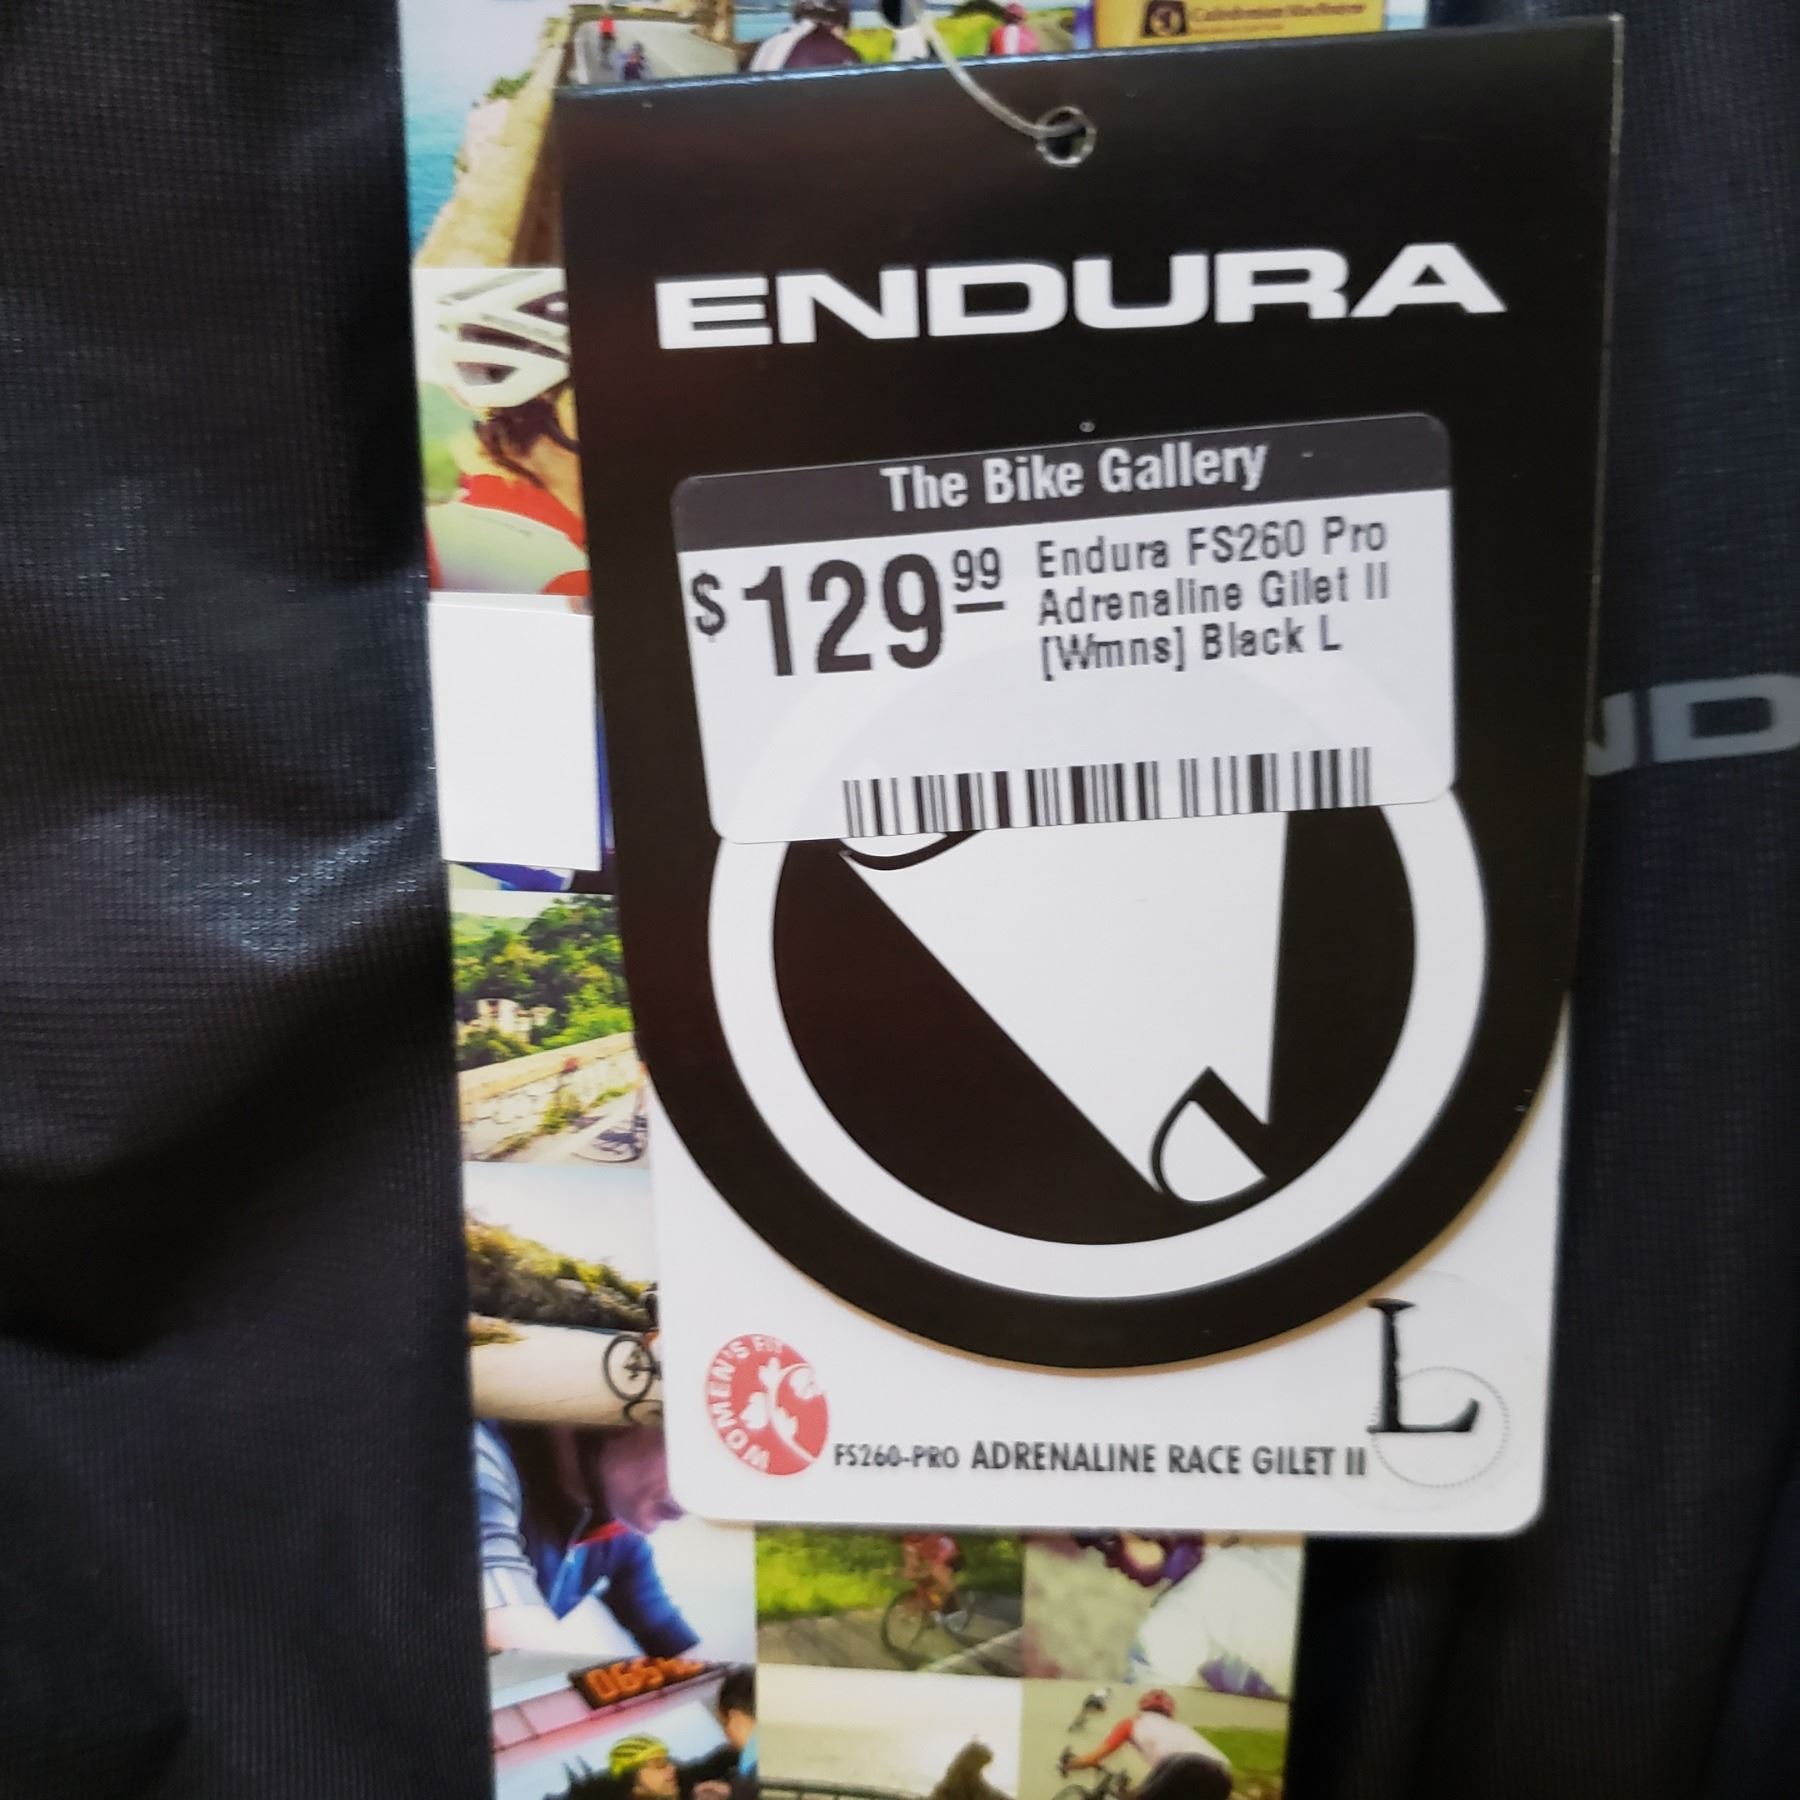 ENDURA
The Bike Gallery
$129.99 Endura FS260 Pro
Adrenaline Gilet II
[Wmns] Black L
ND
WOMEN'S FIT
FS260-PRO ADRENALINE RACE GILET II
L